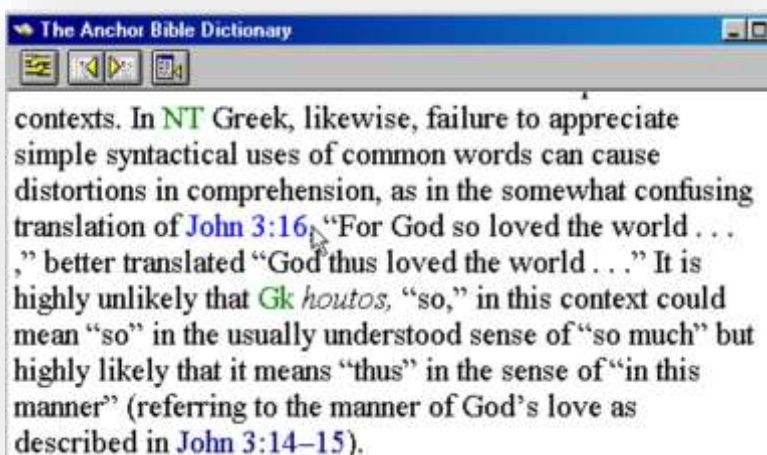 The Anchor Bible Dictionary
contexts. In NT Greek, likewise, failure to appreciate
simple syntactical uses of common words can cause
distortions in comprehension, as in the somewhat confusing
translation of John 3:16, “For God so loved the world . . .
,” better translated “God thus loved the world . . .” It is
highly unlikely that Gk houtos, “so,” in this context could
mean “so” in the usually understood sense of “so much” but
highly likely that it means “thus” in the sense of “in this
manner” (referring to the manner of God’s love as
described in John 3:14–15).